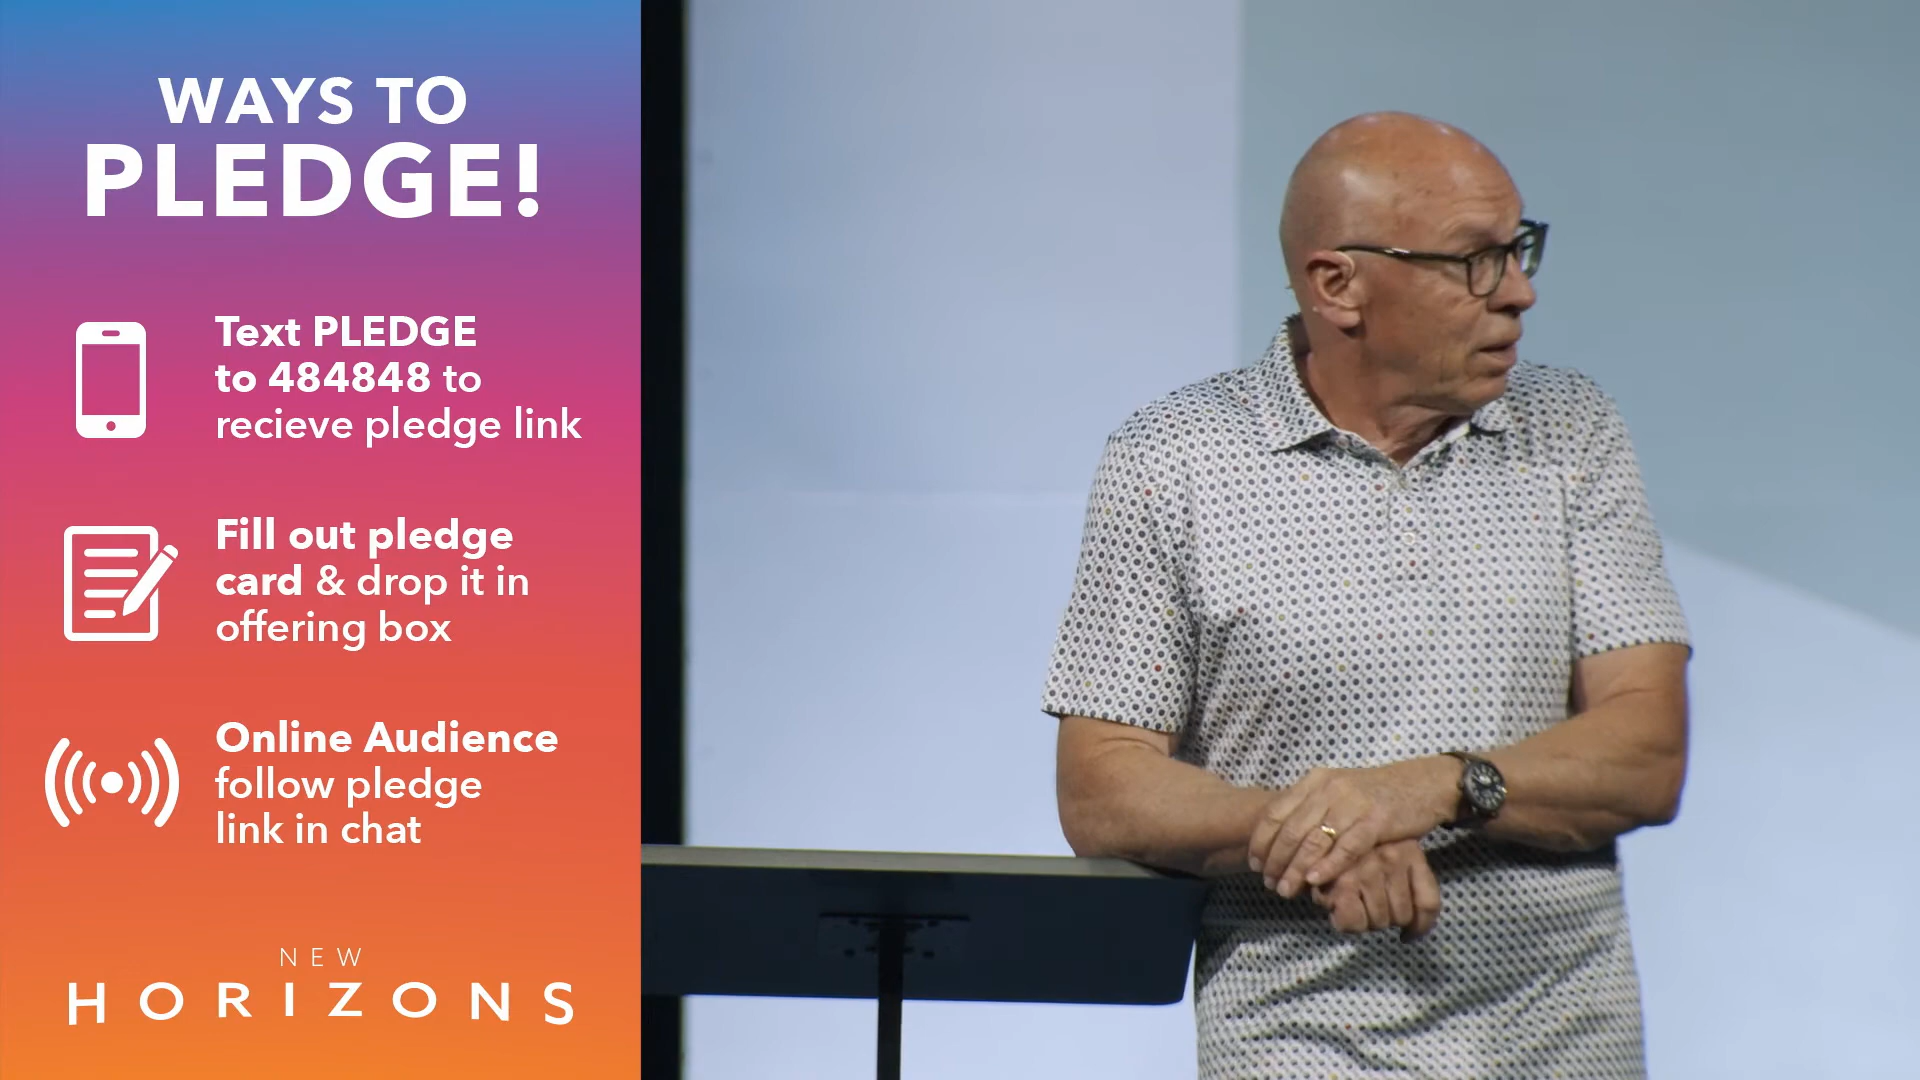 WAYS TO
PLEDGE!
Text PLEDGE
to 484848 to
recieve pledge link
Fill out pledge
card & drop it in
offering box
Online Audience
follow pledge
link in chat
NEW
HORIZONS